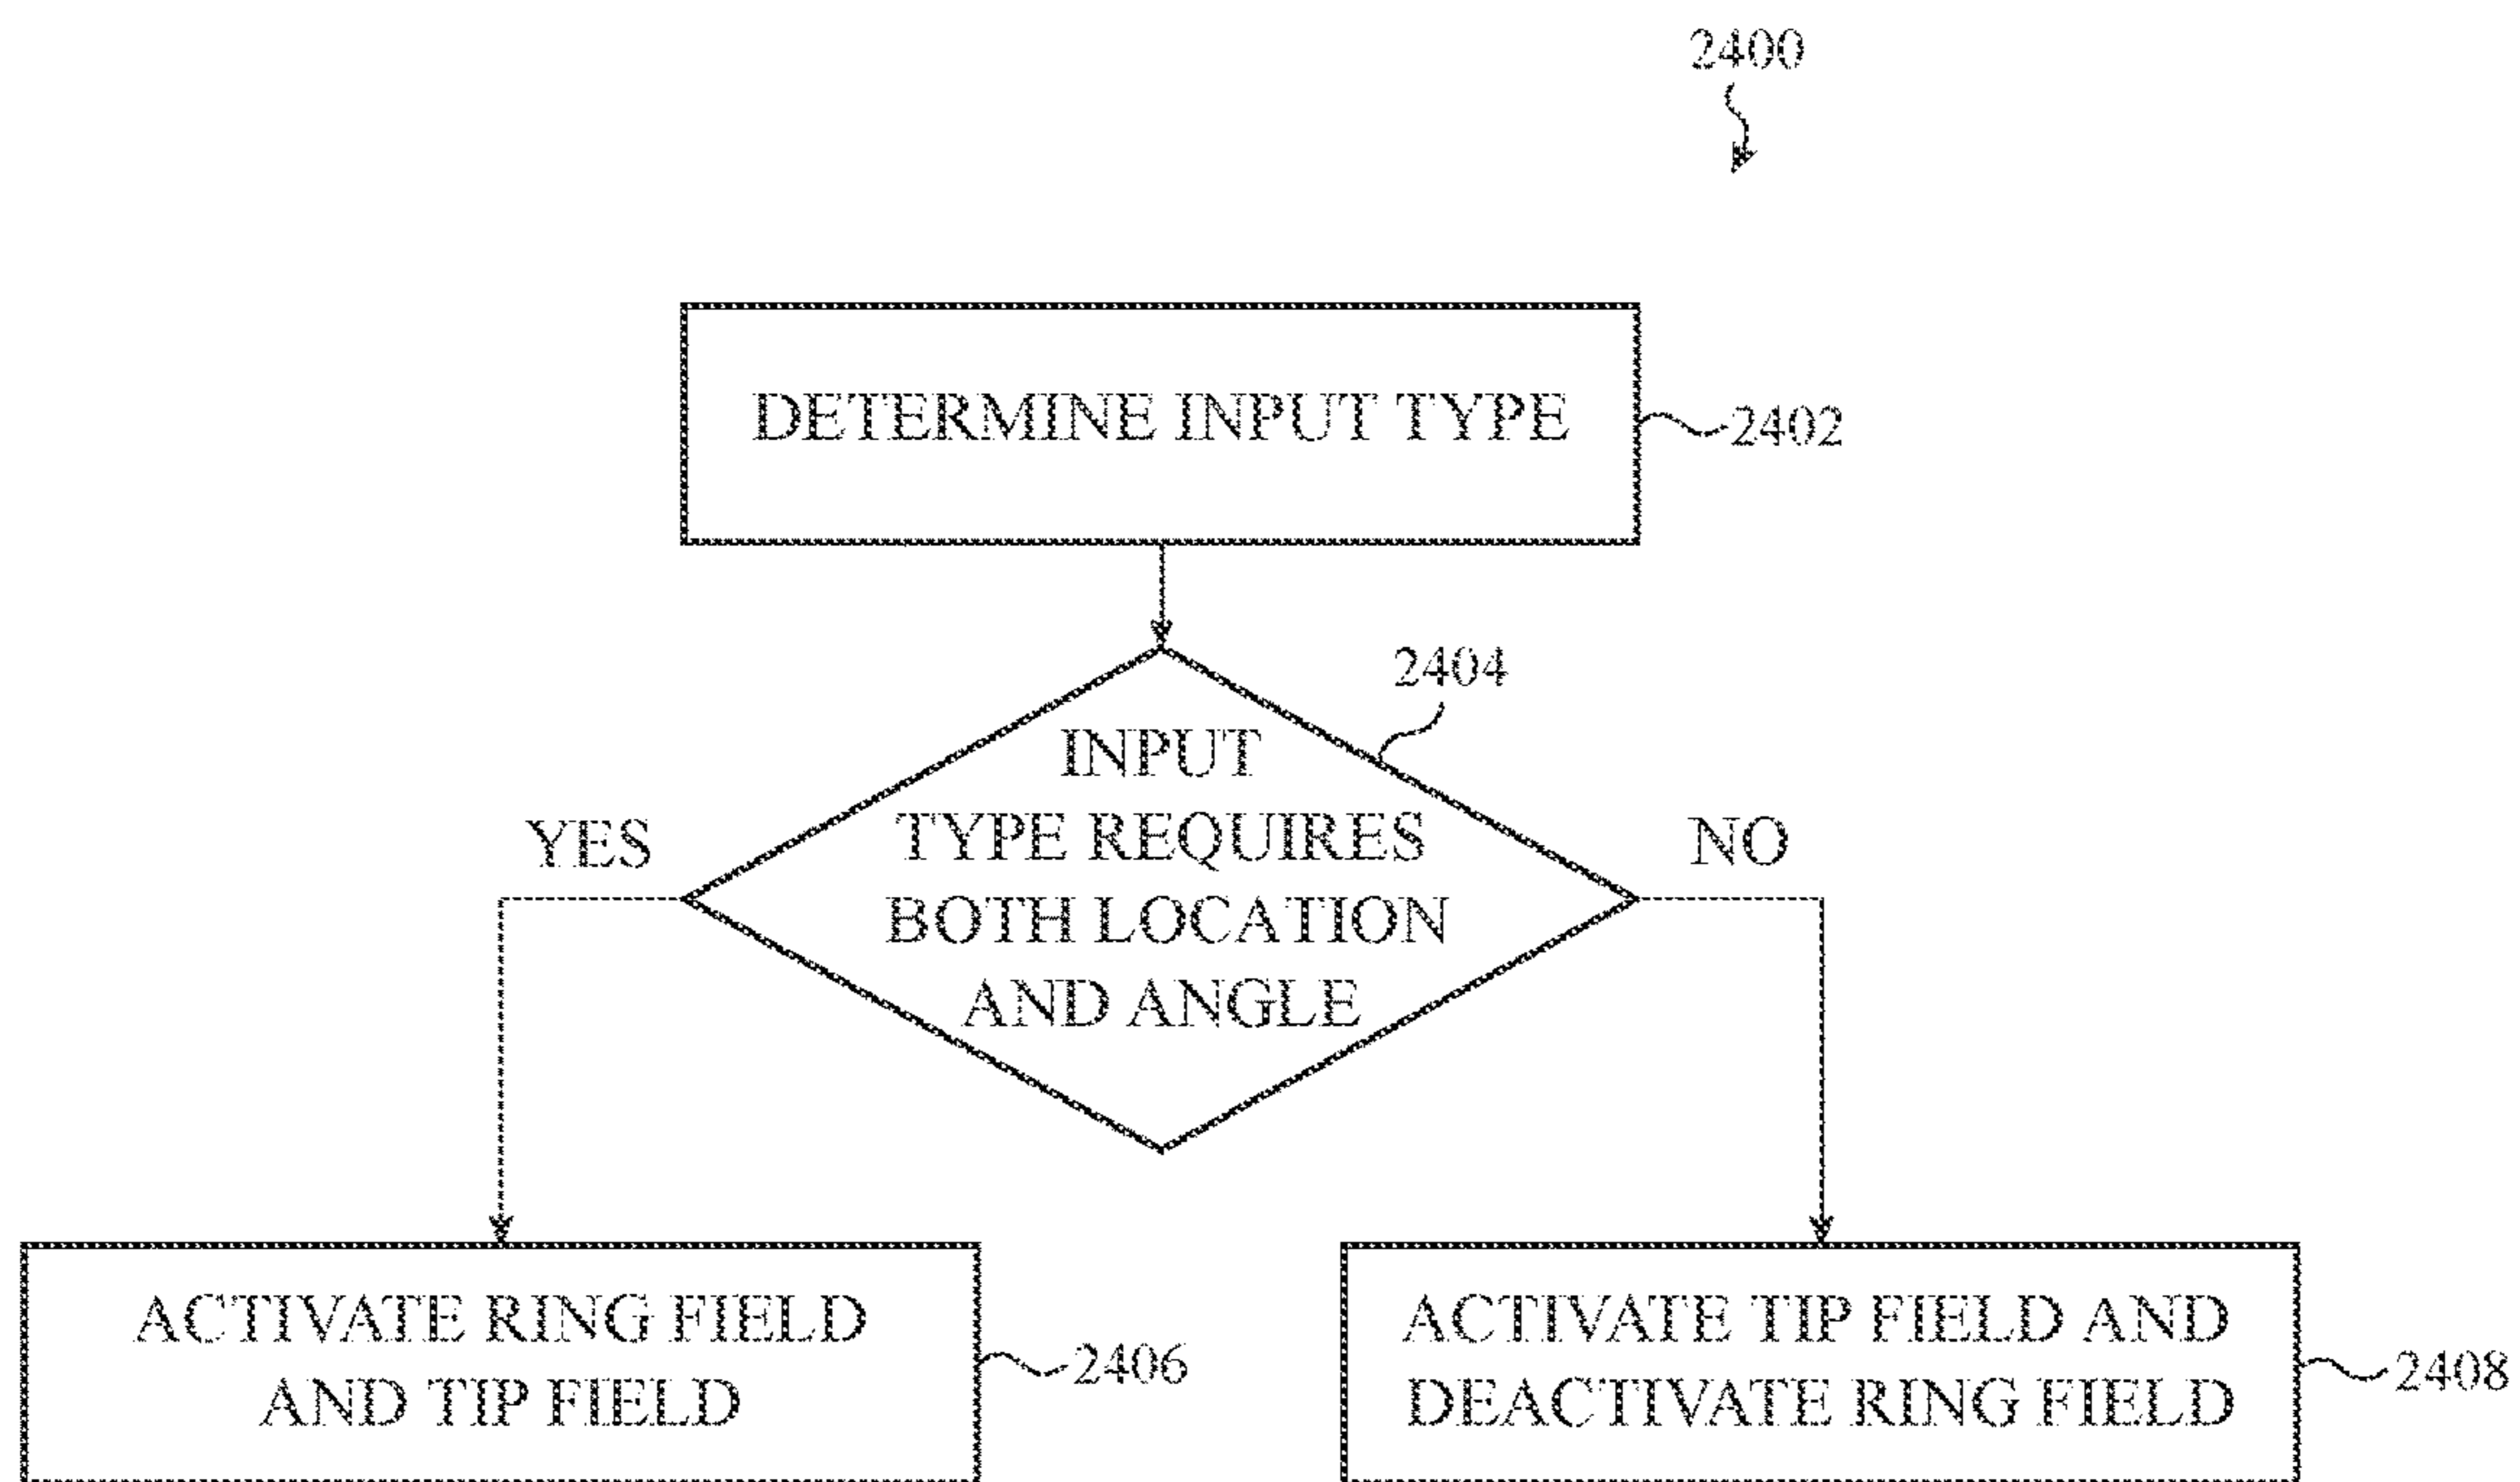 2400
DETERMINE INPUT TYPE
2402
2404
INPUT
TYPE REQUIRES
BOTH LOCATION
AND ANGLE
YES
NO
ACTIVATE RING FIELD
AND TIP FIELD
2406
ACTIVATE TIP FIELD AND
DEACTIVATE RING FIELD
2408